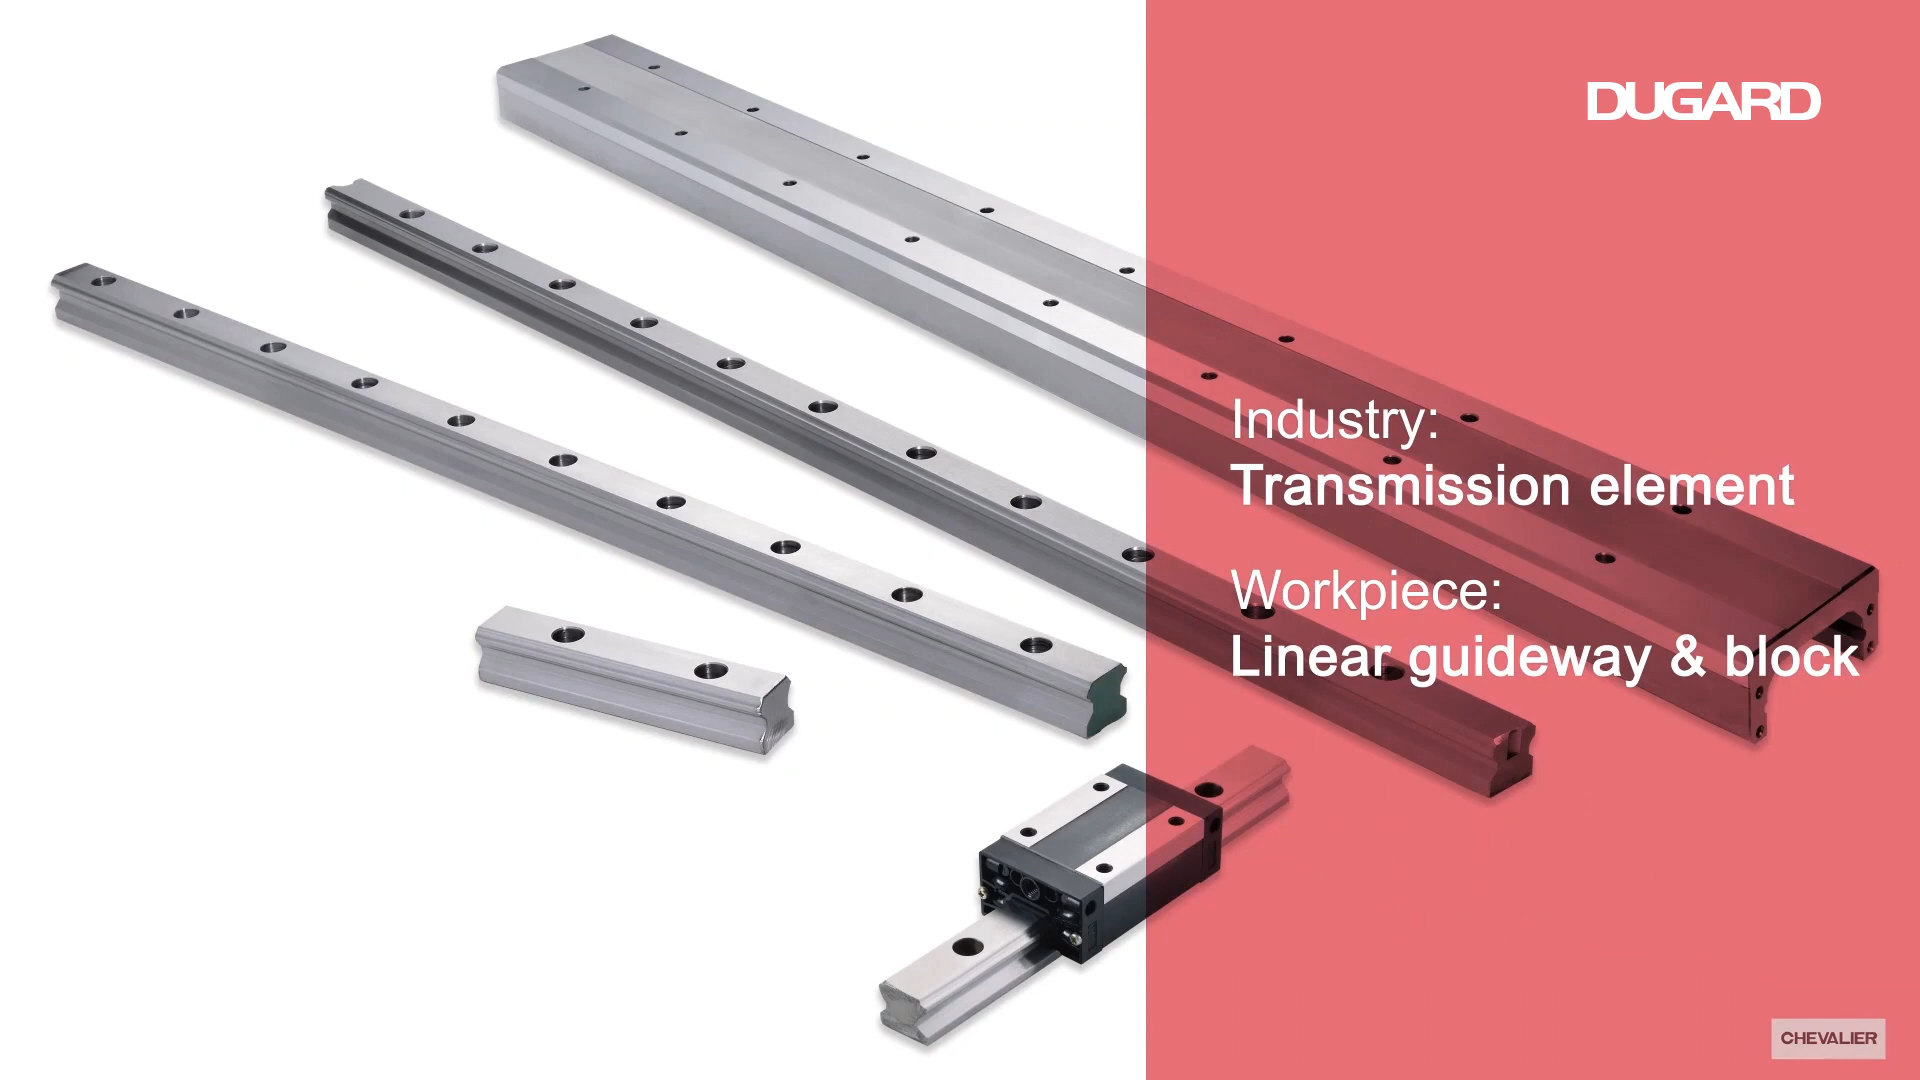 DUGARD
Industry:
Transmission element
Workpiece:
Linear guideway & block
CHEVALIER